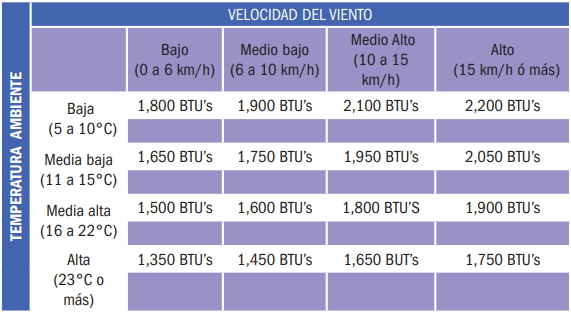 VELOCIDAD DEL VIENTO
TEMPERATURA AMBIENTE
Bajo
(0 a 6 km/h)
Medio bajo
(6 a 10 km/h)
Medio Alto
(10 a 15
km/h)
Alto
(15 km/h ó más)
Baja
(5 a 10°C)
1,800 BTU’s
1,900 BTU’s
2,100 BTU’s
2,200 BTU’s
Media baja
(11 a 15°C)
1,650 BTU’s
1,750 BTU’s
1,950 BTU’s
2,050 BTU’s
Media alta
(16 a 22°C)
1,500 BTU’s
1,600 BTU’s
1,800 BTU’S
1,900 BTU’s
Alta
(23°C o
más)
1,350 BTU’s
1,450 BTU’s
1,650 BUT’s
1,750 BTU’s